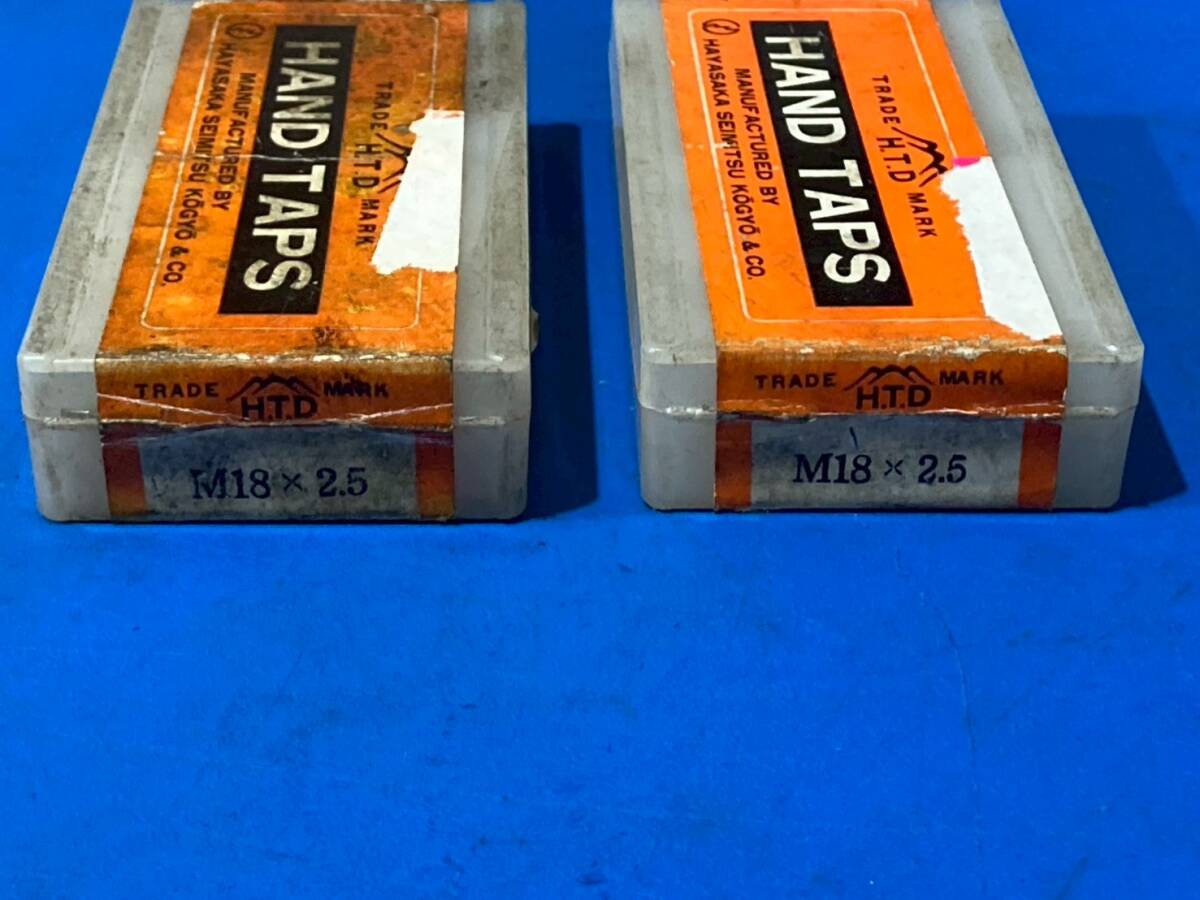 TRADE H.T.D MARK
HAND TAPS
MANUFACTURED BY
HAYASAKA SEIMITSU KŌGYŌ & CO.
TRADE H.T.D MARK
M18 × 2.5
TRADE H.T.D MARK
HAND TAPS
MANUFACTURED BY
HAYASAKA SEIMITSU KŌGYŌ & CO.
TRADE H.T.D MARK
M18 × 2.5